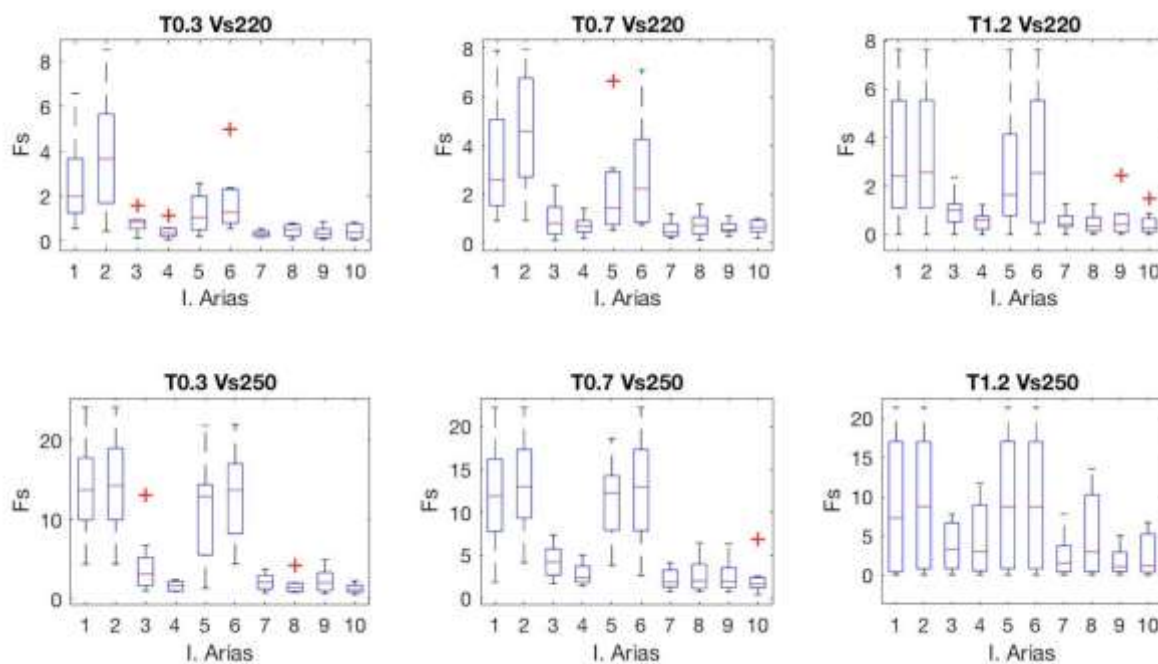 T0.3 Vs220
T0.7 Vs220
T1.2 Vs220
Fs
8
6
4
2
0
1 2 3 4 5 6 7 8 9 10
I. Arias
Fs
8
6
4
2
0
1 2 3 4 5 6 7 8 9 10
I. Arias
Fs
8
6
4
2
0
1 2 3 4 5 6 7 8 9 10
I. Arias
T0.3 Vs250
T0.7 Vs250
T1.2 Vs250
Fs
20
10
0
1 2 3 4 5 6 7 8 9 10
I. Arias
Fs
20
15
10
5
0
1 2 3 4 5 6 7 8 9 10
I. Arias
Fs
20
15
10
5
0
1 2 3 4 5 6 7 8 9 10
I. Arias